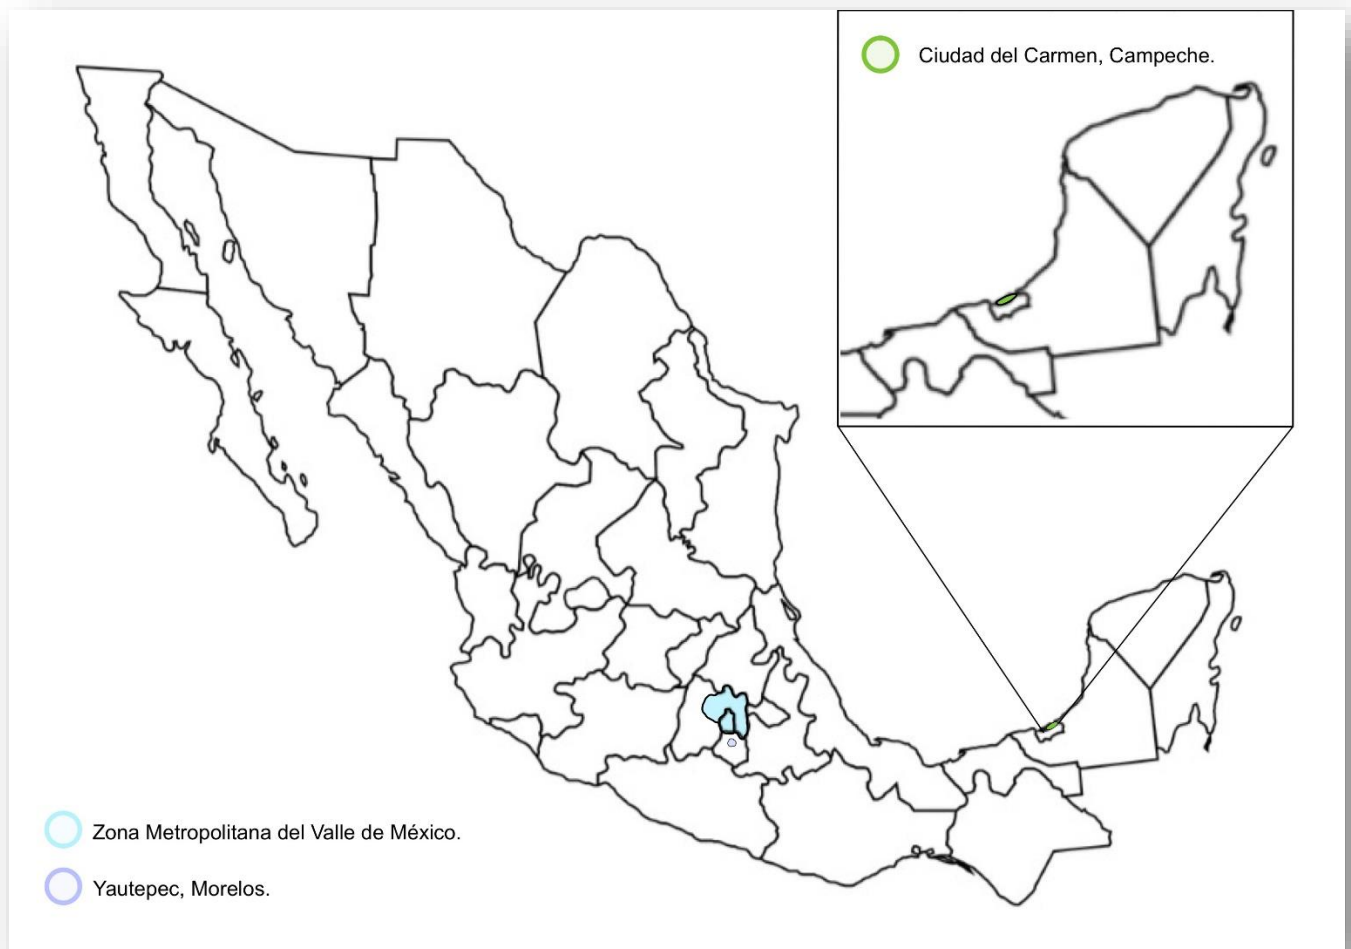 Ciudad del Carmen, Campeche.
Zona Metropolitana del Valle de México.
Yautepec, Morelos.